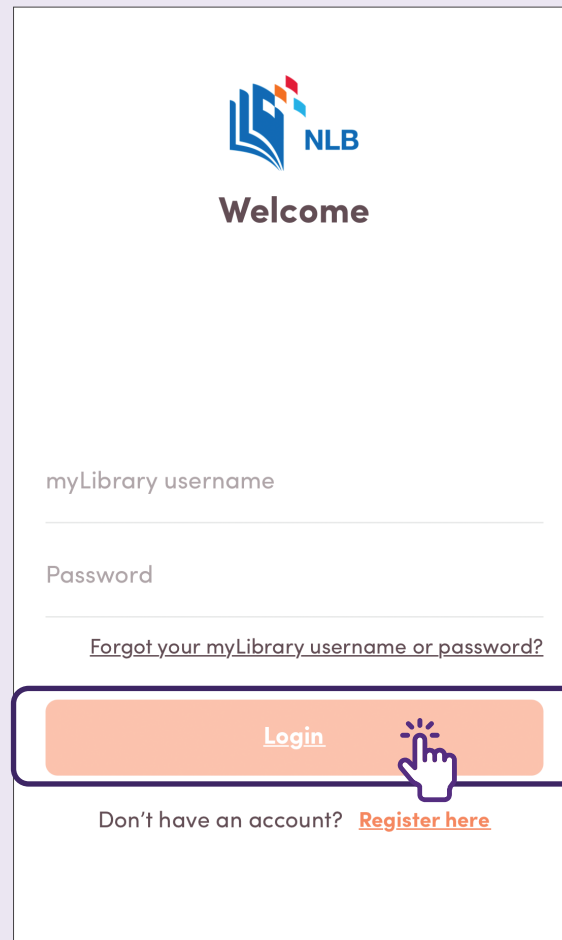 NLB
Welcome
myLibrary username
Password
Forgot your myLibrary username or password?
Login
Don’t have an account? Register here